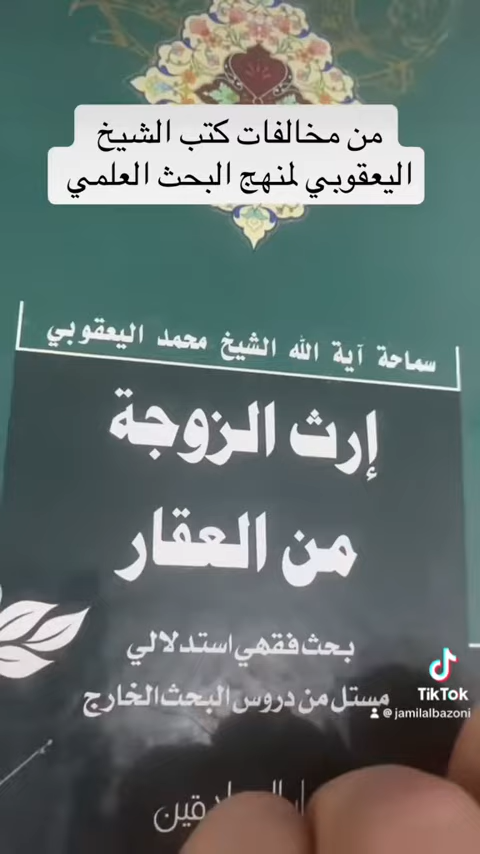 من مخالفات كتب الشيخ
اليعقوبي لمنهج البحث العلمي
سماحة آية الله الشيخ محمد اليعقوبي
إرث الزوجة
من العقار
بحث فقهي استدلالي
مستل من دروس البحث الخارج
TikTok
@jamilalbazoni